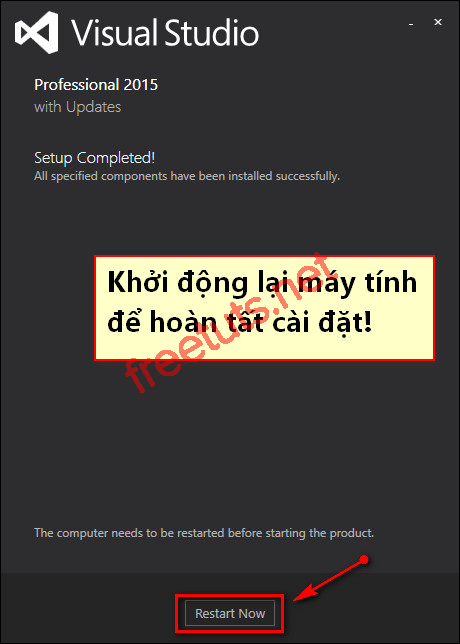 Visual Studio
Professional 2015
with Updates
Setup Completed!
All specified components have been installed successfully.
Khởi động lại máy tính
để hoàn tất cài đặt!
freetuts.net
The computer needs to be restarted before starting the product.
Restart Now